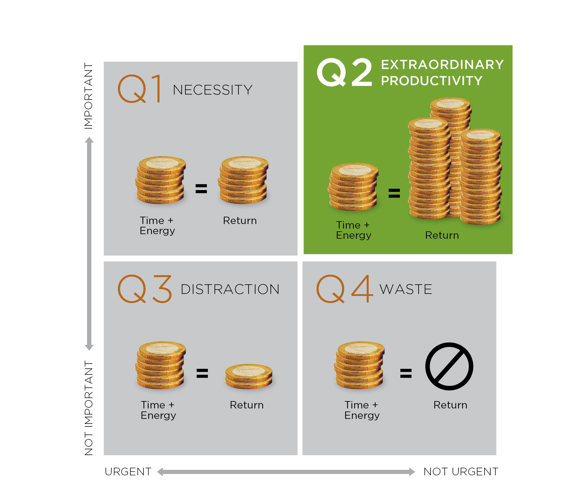 IMPORTANT
NOT IMPORTANT
Q1 NECESSITY
=
Time +
Energy
Return
Q2 EXTRAORDINARY
PRODUCTIVITY
=
Time +
Energy
Return
Q3 DISTRACTION
=
Time +
Energy
Return
Q4 WASTE
=
Time +
Energy
Return
URGENT
NOT URGENT